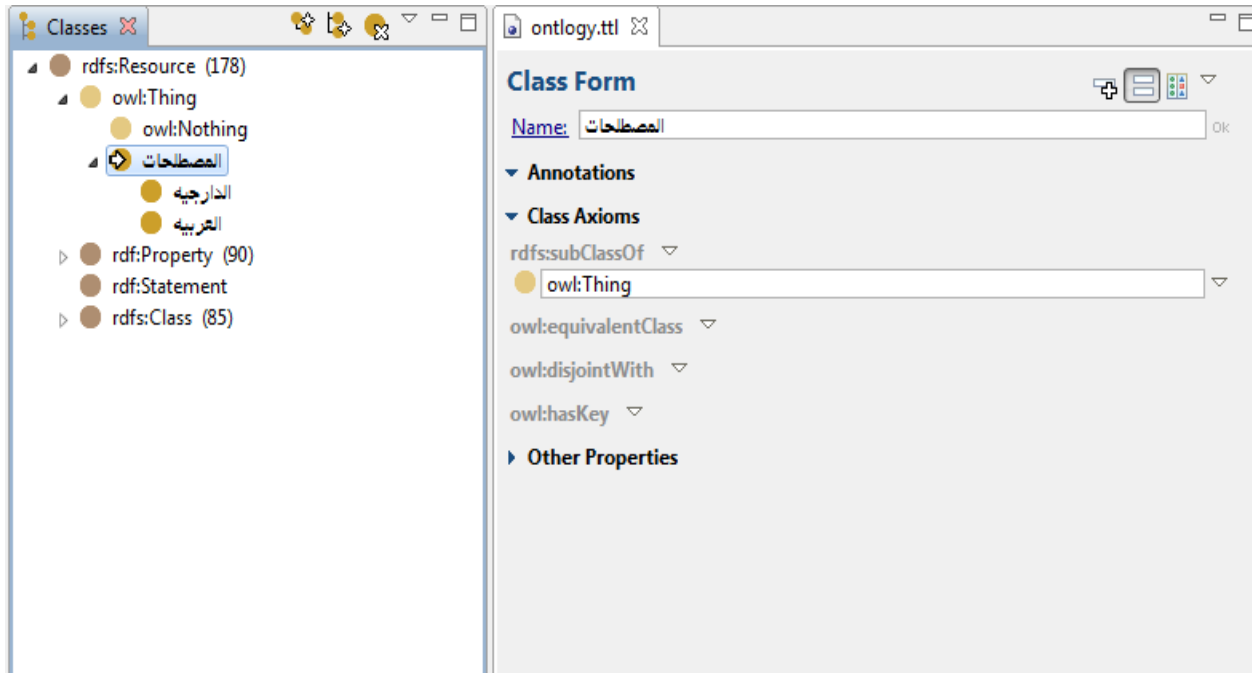 Classes
rdfs:Resource (178)
owl:Thing
owl:Nothing
المصطلحات
الدارجيه
العربيه
rdf:Property (90)
rdf:Statement
rdfs:Class (85)
ontlogy.ttl
Class Form
Name: المصطلحات Ok
Annotations
Class Axioms
rdfs:subClassOf
owl:Thing
owl:equivalentClass
owl:disjointWith
owl:hasKey
Other Properties